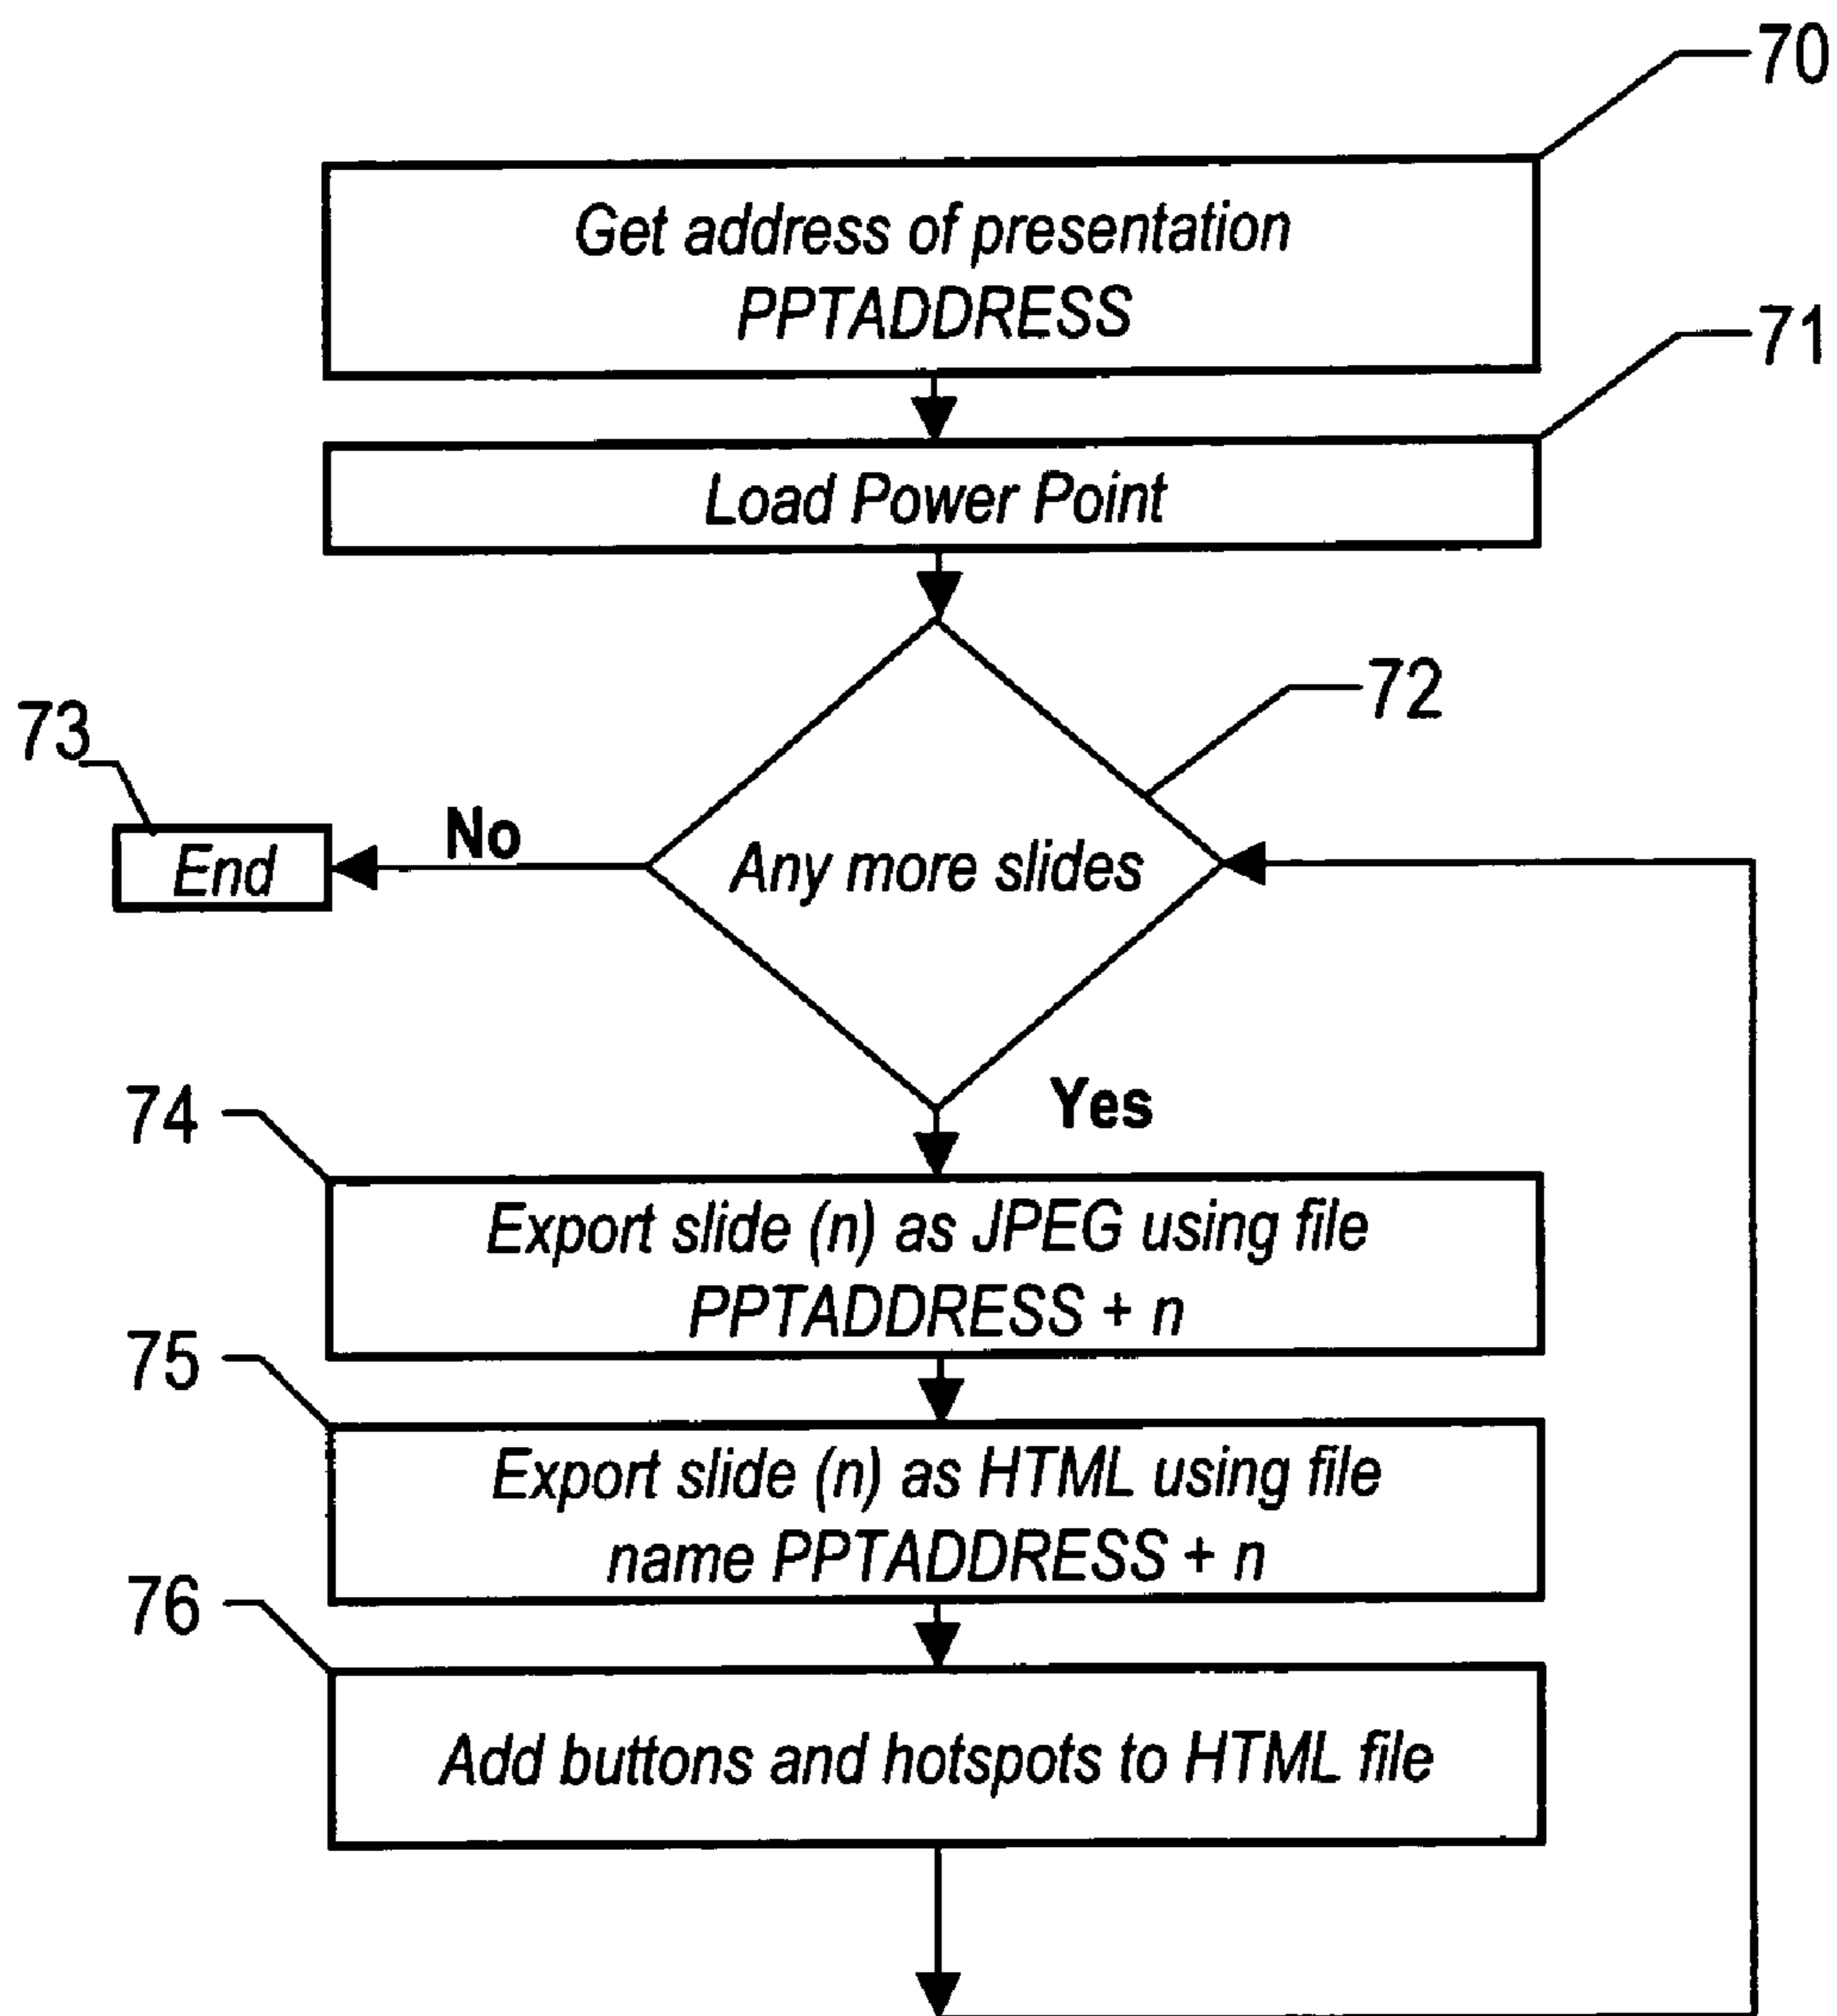 70
Get address of presentation
PPTADDRESS
71
Load Power Point
72
73
No
End
Any more slides
Yes
74
Export slide (n) as JPEG using file
PPTADDRESS + n
75
Export slide (n) as HTML using file
name PPTADDRESS + n
76
Add buttons and hotspots to HTML file